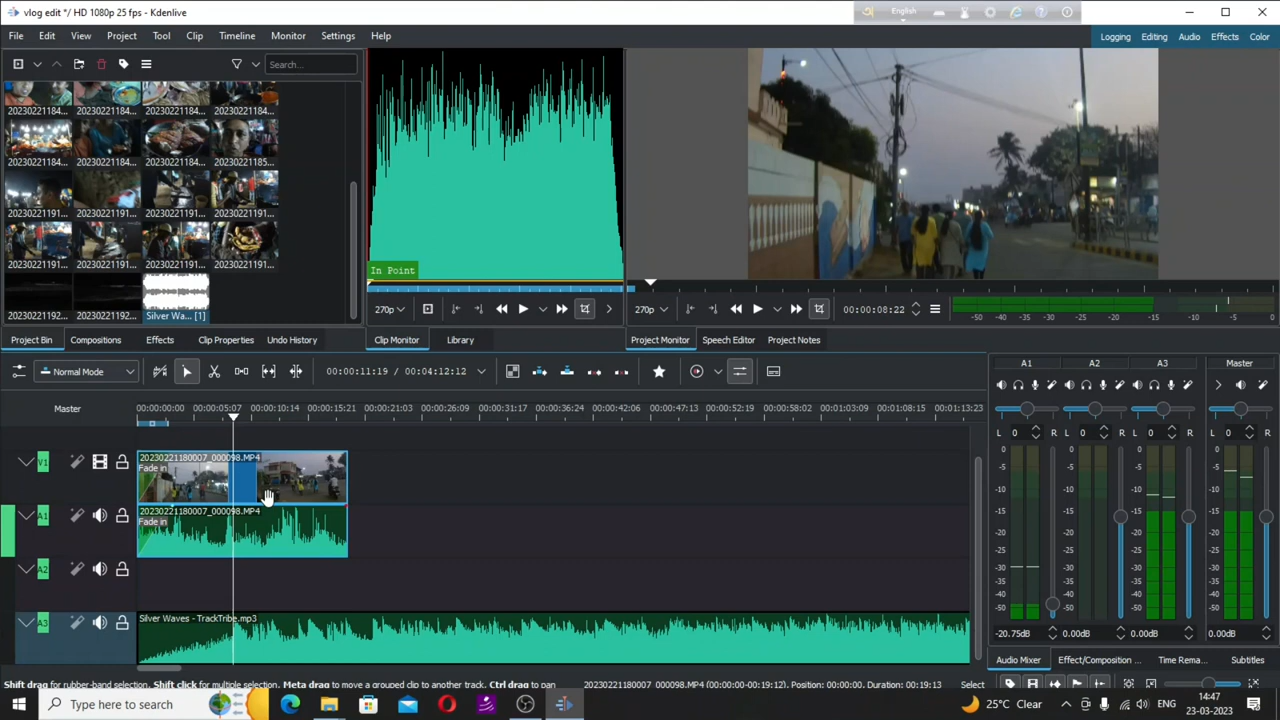 vlog edit */ HD 1080p 25 fps - Kdenlive
English
File Edit View Project Tool Clip Timeline Monitor Settings Help
Logging Editing Audio Effects Color
Search...
20230221184... 20230221184... 20230221184... 20230221184...
20230221184... 20230221184... 20230221184... 20230221185...
20230221191... 20230221191... 20230221191... 20230221191...
20230221191... 20230221191... 20230221191... 20230221191...
20230221192... 20230221192... Silver Wa... [1]
In Point
270p
270p
00:00:08:22
-50 -40 -30 -25 -20 -15 -10 -5 0
Project Bin Compositions Effects Clip Properties Undo History
Clip Monitor Library
Project Monitor Speech Editor Project Notes
Normal Mode
00:00:11:19 / 00:04:12:12
Master
00:00:00:00 00:00:05:07 00:00:10:14 00:00:15:21 00:00:21:03 00:00:26:09 00:00:31:17 00:00:36:24 00:00:42:06 00:00:47:13 00:00:52:19 00:00:58:02 00:01:03:09 00:01:08:15 00:01:13:23
V1
20230221180007_000098.MP4
Fade in
A1
20230221180007_000098.MP4
Fade in
A2
A3
Silver Waves - TrackTribe.mp3
A1 A2 A3 Master
L 0 R L 0 R L 0 R L 0 R
0 0 0 0
-5 -5 -5 -5
-10 -10 -10 -10
-15 -15 -15 -15
-20 -20 -20 -20
-25 -25 -25 -25
-30 -30 -30 -30
-35 -35 -35 -35
-40 -40 -40 -40
-50 -50 -50 -50
-20.75dB 0.00dB 0.00dB 0.00dB
Audio Mixer Effect/Composition ... Time Rema... Subtitles
Shift drag for rubber-band selection, Shift click for multiple selection, Meta drag to move a grouped clip to another track, Ctrl drag to pan
20230221180007_000098.MP4 (00:00:00-00:19:12), Position: 00:00:00, Duration: 00:19:13
Select
Type here to search
25°C Clear
ENG
14:47
23-03-2023